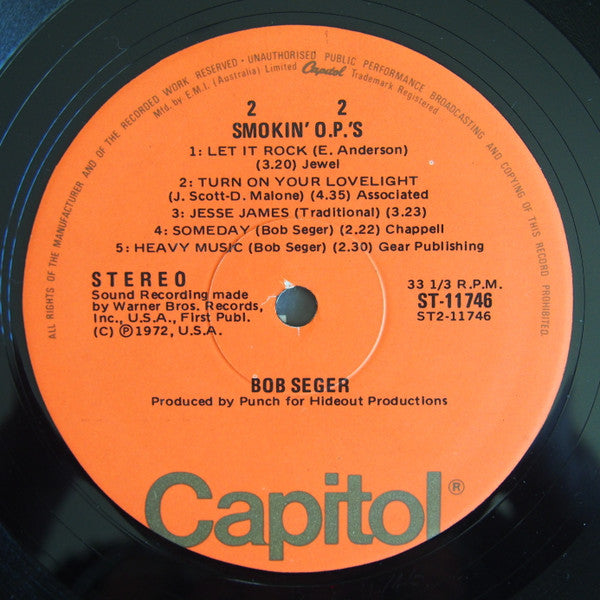 ALL RIGHTS OF THE MANUFACTURER AND OF THE RECORDED WORK RESERVED · UNAUTHORISED PUBLIC PERFORMANCE BROADCASTING AND COPYING OF THIS RECORD PROHIBITED.
Mfd. by E.M.I. (Australia) Limited Capitol Trademark Registered
2 2
SMOKIN' O.P.'S
1: LET IT ROCK (E. Anderson)
(3.20) Jewel
2: TURN ON YOUR LOVELIGHT
(J. Scott-D. Malone) (4.35) Associated
3: JESSE JAMES (Traditional) (3.23)
4: SOMEDAY (Bob Seger) (2.22) Chappell
5: HEAVY MUSIC (Bob Seger) (2.30) Gear Publishing
STEREO
Sound Recording made
by Warner Bros. Records,
Inc., U.S.A., First Publ.
(C) Ⓟ1972, U.S.A.
33 1/3 R.P.M.
ST-11746
ST2-11746
BOB SEGER
Produced by Punch for Hideout Productions
Capitol®